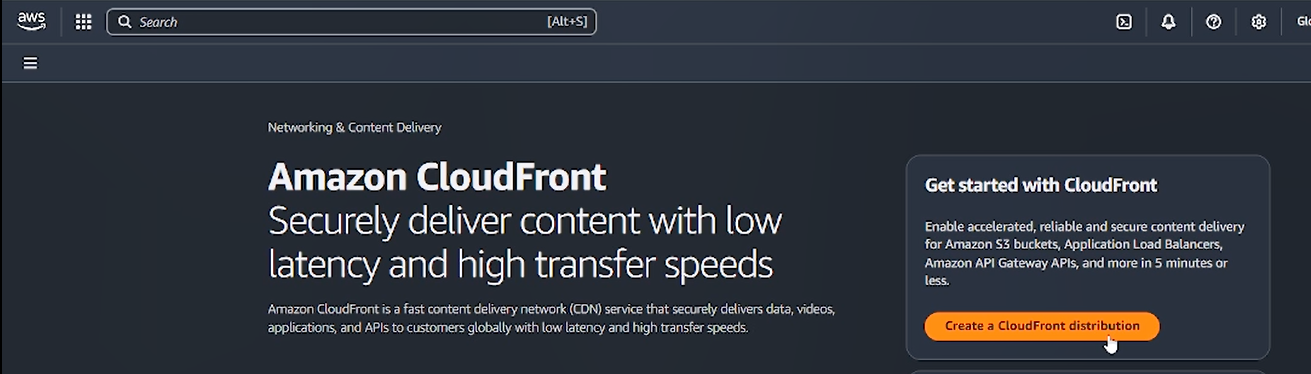 aws
Search
[Alt+S]
Networking & Content Delivery
Amazon CloudFront
Securely deliver content with low
latency and high transfer speeds
Amazon CloudFront is a fast content delivery network (CDN) service that securely delivers data, videos,
applications, and APIs to customers globally with low latency and high transfer speeds.
Get started with CloudFront
Enable accelerated, reliable and secure content delivery
for Amazon S3 buckets, Application Load Balancers,
Amazon API Gateway APIs, and more in 5 minutes or
less.
Create a CloudFront distribution